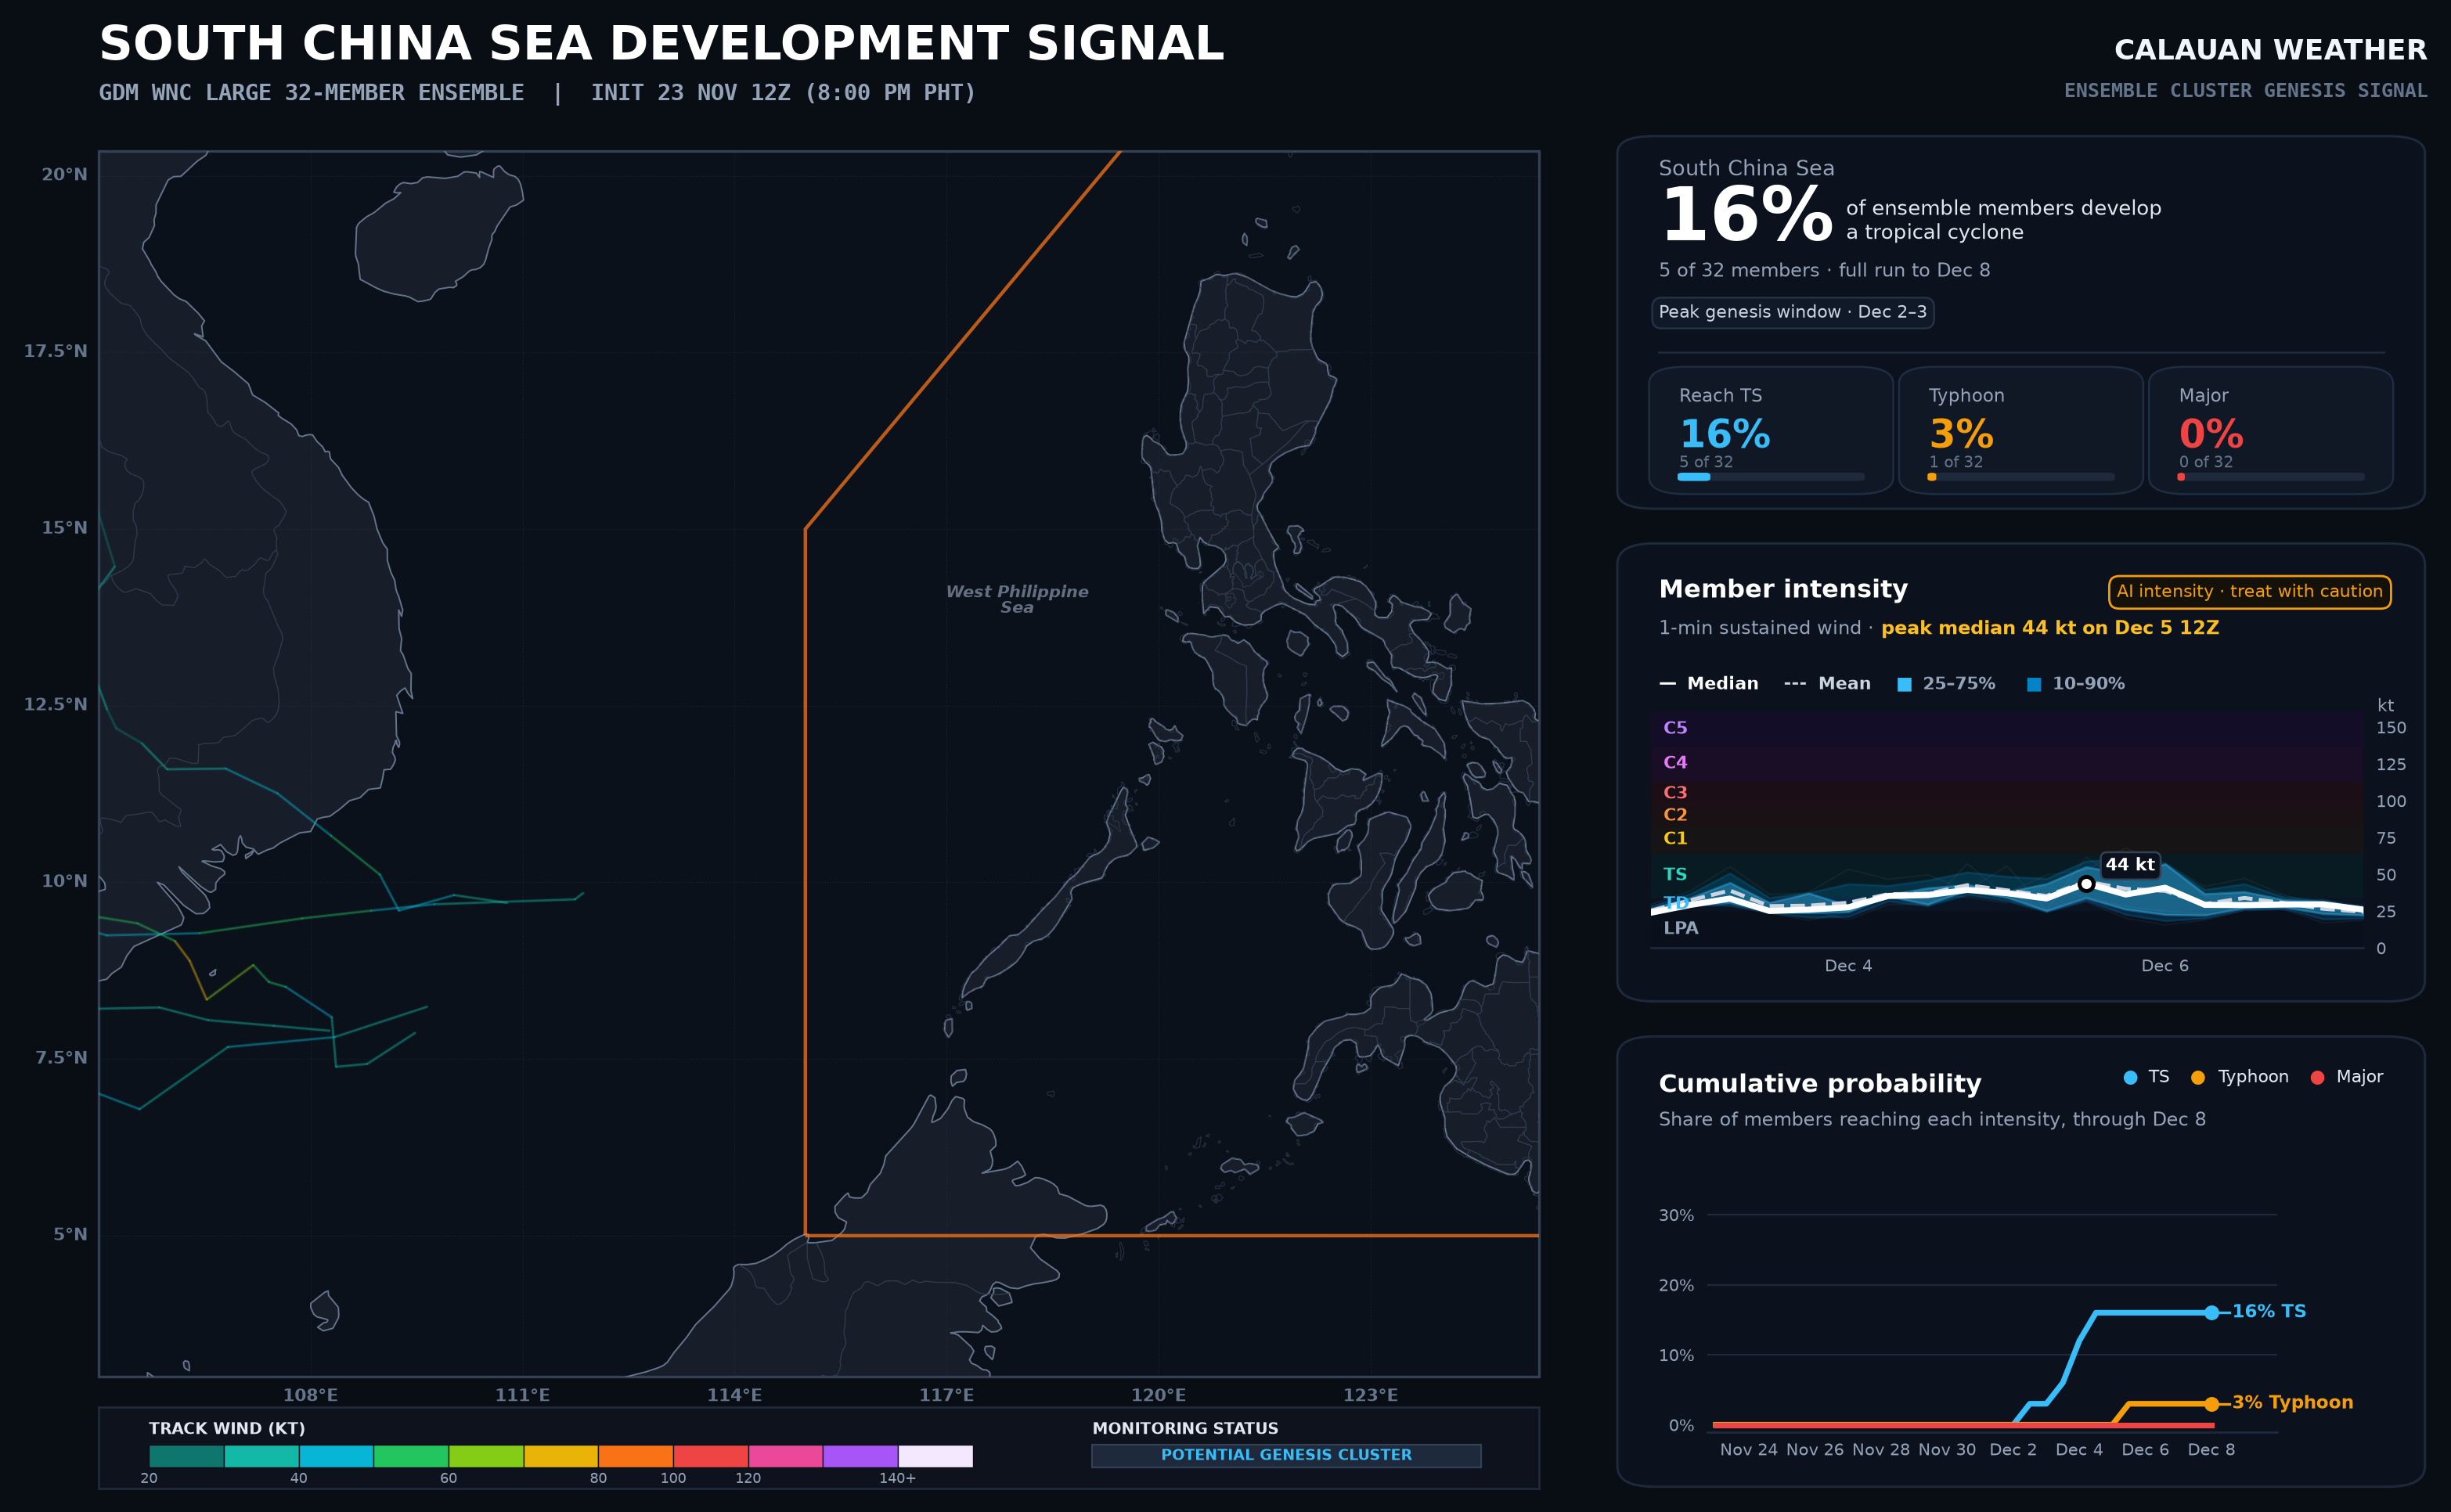 SOUTH CHINA SEA DEVELOPMENT SIGNAL
GDM WNC LARGE 32-MEMBER ENSEMBLE | INIT 23 NOV 12Z (8:00 PM PHT)
CALAUAN WEATHER
ENSEMBLE CLUSTER GENESIS SIGNAL
20°N
17.5°N
15°N
12.5°N
10°N
7.5°N
5°N
West Philippine
Sea
108°E 111°E 114°E 117°E 120°E 123°E
TRACK WIND (KT)
20 40 60 80 100 120 140+
MONITORING STATUS
POTENTIAL GENESIS CLUSTER
South China Sea
16% of ensemble members develop
a tropical cyclone
5 of 32 members · full run to Dec 8
Peak genesis window · Dec 2–3
Reach TS
16%
5 of 32
Typhoon
3%
1 of 32
Major
0%
0 of 32
Member intensity
AI intensity · treat with caution
1-min sustained wind · peak median 44 kt on Dec 5 12Z
Median Mean 25–75% 10–90%
kt
C5
C4
C3
C2
C1
TS
TD
LPA
150
125
100
75
50
25
0
44 kt
Dec 4 Dec 6
Cumulative probability
TS Typhoon Major
Share of members reaching each intensity, through Dec 8
30%
20%
10%
0%
16% TS
3% Typhoon
Nov 24 Nov 26 Nov 28 Nov 30 Dec 2 Dec 4 Dec 6 Dec 8